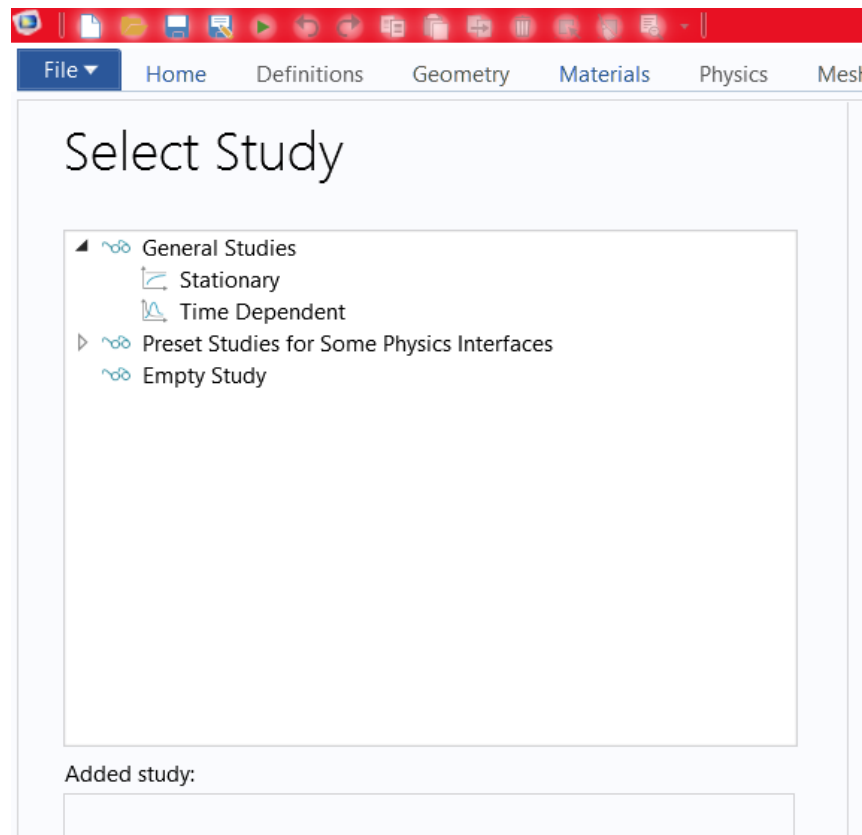 File Home Definitions Geometry Materials Physics Mesh
Select Study
General Studies
Stationary
Time Dependent
Preset Studies for Some Physics Interfaces
Empty Study
Added study: